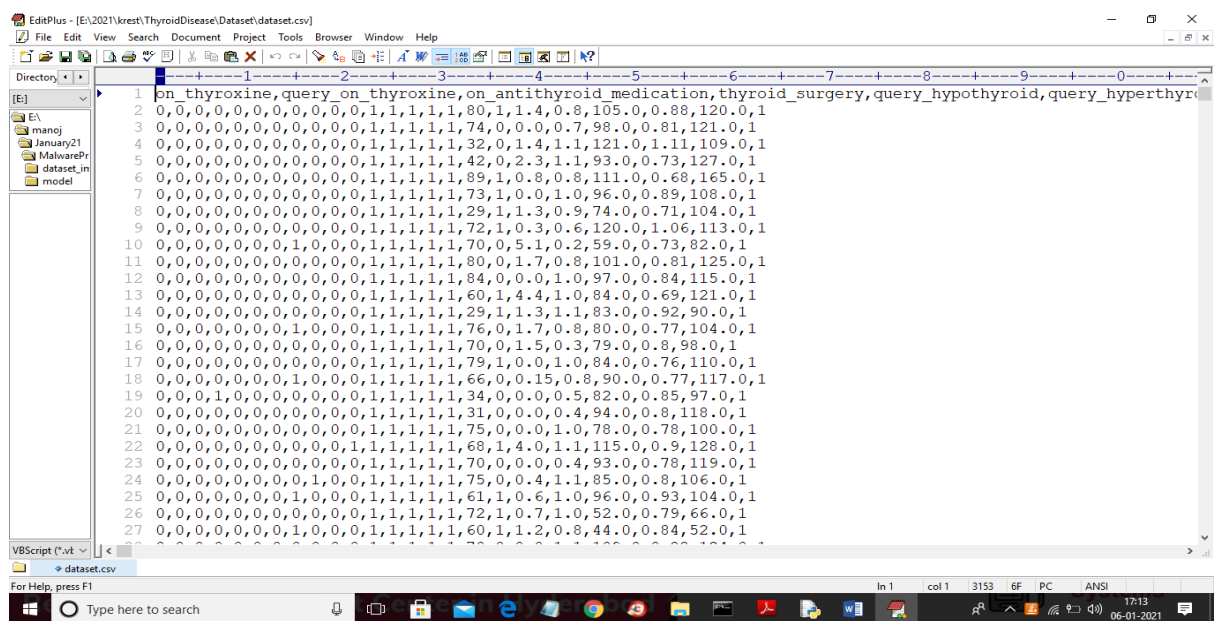 EditPlus - [E:\2021\krest\ThyroidDisease\Dataset\dataset.csv]
File Edit View Search Document Project Tools Browser Window Help
Directory
[E:]
E:\
manoj
January21
MalwarePr
dataset_in
model
----+----1----+----2----+----3----+----4----+----5----+----6----+----7----+----8----+----9----+----0----+---
1 on_thyroxine,query_on_thyroxine,on_antithyroid_medication,thyroid_surgery,query_hypothyroid,query_hyperthyro
2 0,0,0,0,0,0,0,0,0,0,0,1,1,1,1,1,80,1,1.4,0.8,105.0,0.88,120.0,1
3 0,0,0,0,0,0,0,0,0,0,0,1,1,1,1,1,74,0,0.0,0.7,98.0,0.81,121.0,1
4 0,0,0,0,0,0,0,0,0,0,0,1,1,1,1,1,32,0,1.4,1.1,121.0,1.11,109.0,1
5 0,0,0,0,0,0,0,0,0,0,0,1,1,1,1,1,42,0,2.3,1.1,93.0,0.73,127.0,1
6 0,0,0,0,0,0,0,0,0,0,0,1,1,1,1,1,89,1,0.8,0.8,111.0,0.68,165.0,1
7 0,0,0,0,0,0,0,0,0,0,0,1,1,1,1,1,73,1,0.0,1.0,96.0,0.89,108.0,1
8 0,0,0,0,0,0,0,0,0,0,0,1,1,1,1,1,29,1,1.3,0.9,74.0,0.71,104.0,1
9 0,0,0,0,0,0,0,0,0,0,0,1,1,1,1,1,72,1,0.3,0.6,120.0,1.06,113.0,1
10 0,0,0,0,0,0,0,1,0,0,0,1,1,1,1,1,70,0,5.1,0.2,59.0,0.73,82.0,1
11 0,0,0,0,0,0,0,0,0,0,0,1,1,1,1,1,80,0,1.7,0.8,101.0,0.81,125.0,1
12 0,0,0,0,0,0,0,0,0,0,0,1,1,1,1,1,84,0,0.0,1.0,97.0,0.84,115.0,1
13 0,0,0,0,0,0,0,0,0,0,0,1,1,1,1,1,60,1,4.4,1.0,84.0,0.69,121.0,1
14 0,0,0,0,0,0,0,0,0,0,0,1,1,1,1,1,29,1,1.3,1.1,83.0,0.92,90.0,1
15 0,0,0,0,0,0,0,1,0,0,0,1,1,1,1,1,76,0,1.7,0.8,80.0,0.77,104.0,1
16 0,0,0,0,0,0,0,0,0,0,0,1,1,1,1,1,70,0,1.5,0.3,79.0,0.8,98.0,1
17 0,0,0,0,0,0,0,0,0,0,0,1,1,1,1,1,79,1,0.0,1.0,84.0,0.76,110.0,1
18 0,0,0,0,0,0,0,1,0,0,0,1,1,1,1,1,66,0,0.15,0.8,90.0,0.77,117.0,1
19 0,0,0,1,0,0,0,0,0,0,0,1,1,1,1,1,34,0,0.0,0.5,82.0,0.85,97.0,1
20 0,0,0,0,0,0,0,0,0,0,0,1,1,1,1,1,31,0,0.0,0.4,94.0,0.8,118.0,1
21 0,0,0,0,0,0,0,0,0,0,0,1,1,1,1,1,75,0,0.0,1.0,78.0,0.78,100.0,1
22 0,0,0,0,0,0,0,0,0,0,1,1,1,1,1,1,68,1,4.0,1.1,115.0,0.9,128.0,1
23 0,0,0,0,0,0,0,0,0,0,0,1,1,1,1,1,70,0,0.0,0.4,93.0,0.78,119.0,1
24 0,0,0,0,0,0,0,0,1,0,0,1,1,1,1,1,75,0,0.4,1.1,85.0,0.8,106.0,1
25 0,0,0,0,0,0,0,1,0,0,0,1,1,1,1,1,61,1,0.6,1.0,96.0,0.93,104.0,1
26 0,0,0,0,0,0,0,0,0,0,0,1,1,1,1,1,72,1,0.7,1.0,52.0,0.79,66.0,1
27 0,0,0,0,0,0,0,1,0,0,0,1,1,1,1,1,60,1,1.2,0.8,44.0,0.84,52.0,1
VBScript (*.vt
dataset.csv
For Help, press F1
In 1 col 1 3153 6F PC ANSI
Type here to search
17:13
06-01-2021